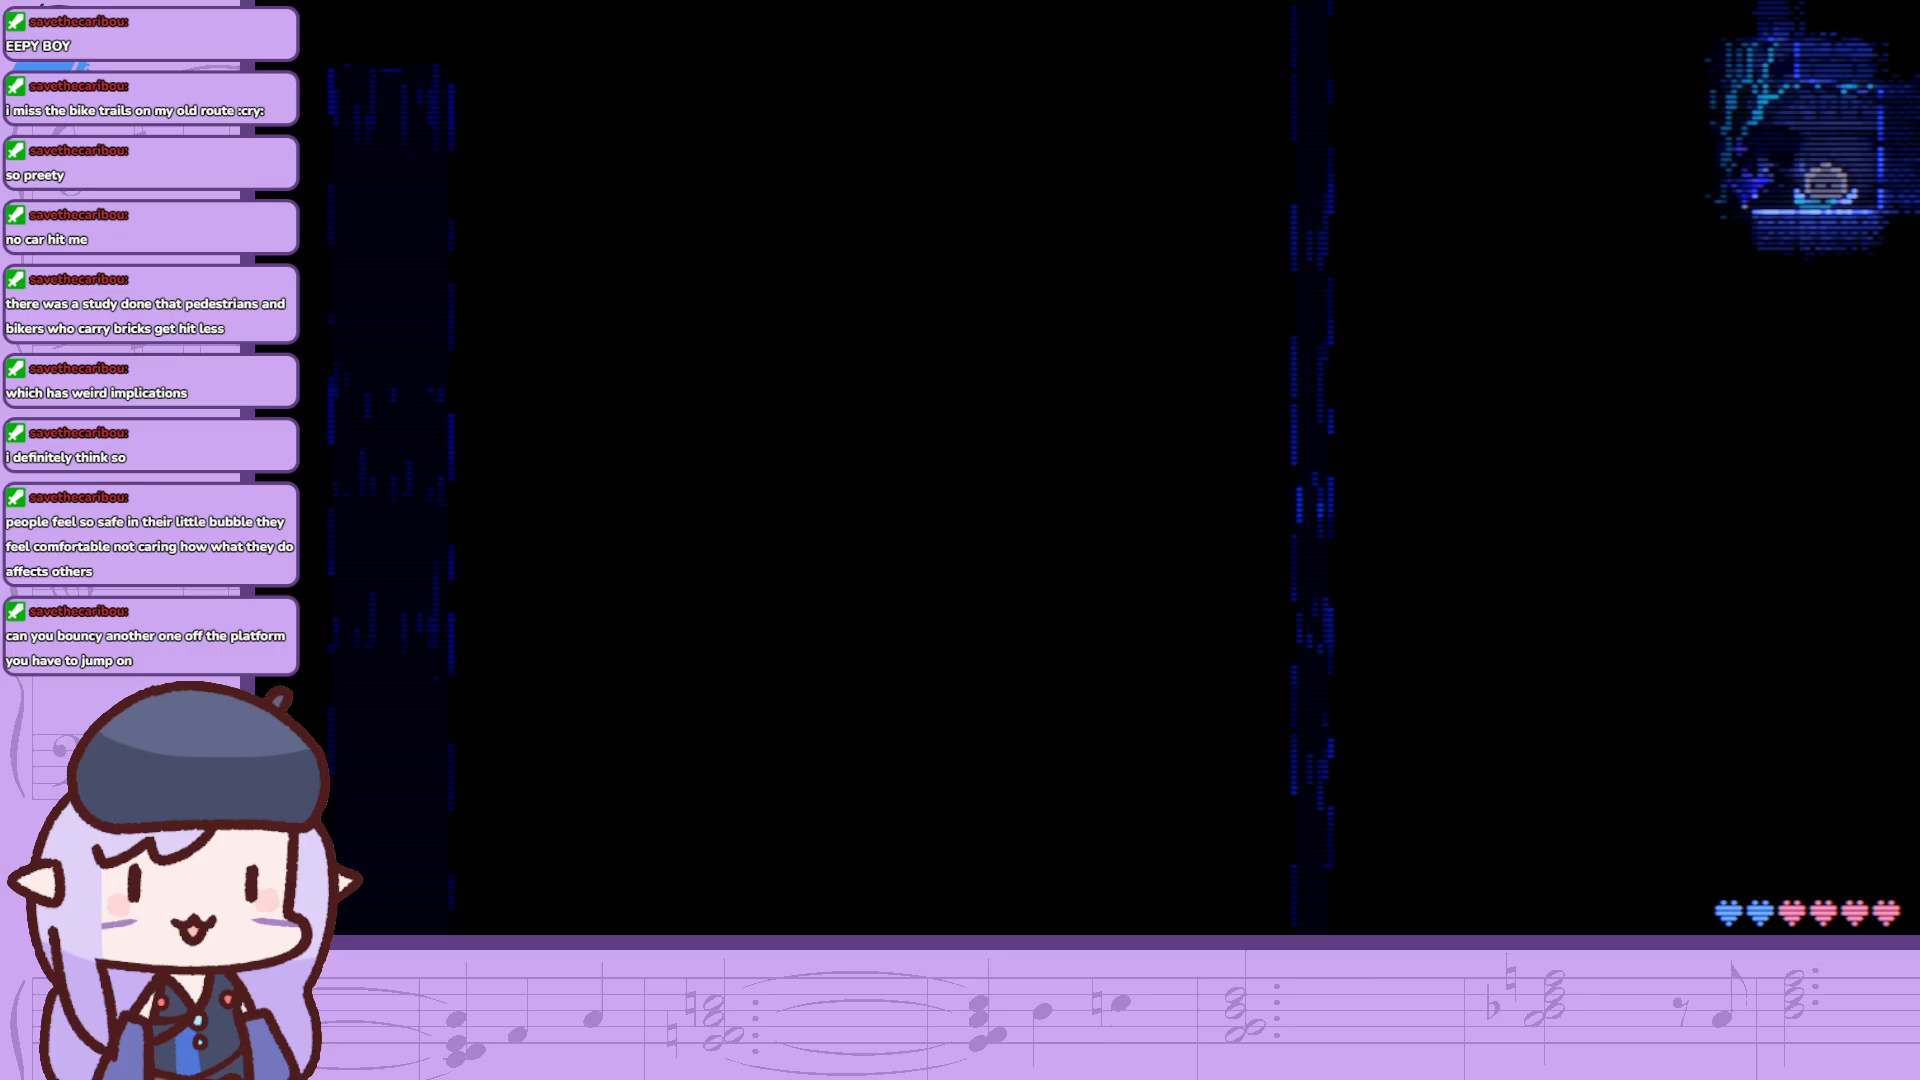 savethecaribou:
EEPY BOY
savethecaribou:
i miss the bike trails on my old route :cry:
savethecaribou:
so preety
savethecaribou:
no car hit me
savethecaribou:
there was a study done that pedestrians and
bikers who carry bricks get hit less
savethecaribou:
which has weird implications
savethecaribou:
i definitely think so
savethecaribou:
people feel so safe in their little bubble they
feel comfortable not caring how what they do
affects others
savethecaribou:
can you bouncy another one off the platform
you have to jump on